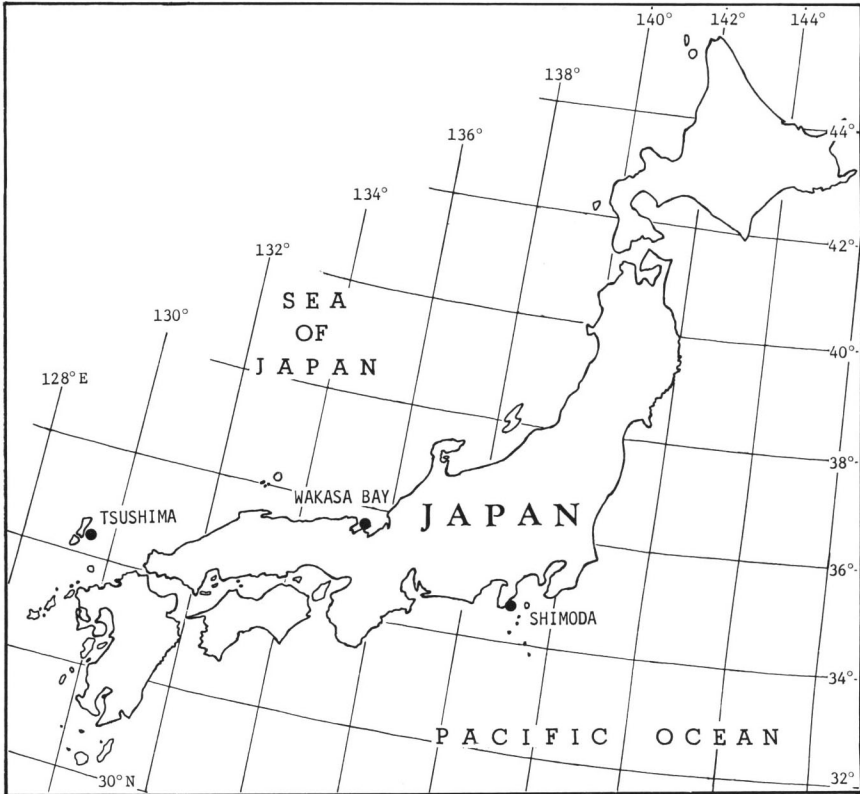 140° 142° 144°
138°
136°
134°
132°
130°
128°E
44°
42°
40°
38°
36°
34°
32°
30°N
SEA
OF
JAPAN
WAKASA BAY
TSUSHIMA
JAPAN
SHIMODA
PACIFIC OCEAN